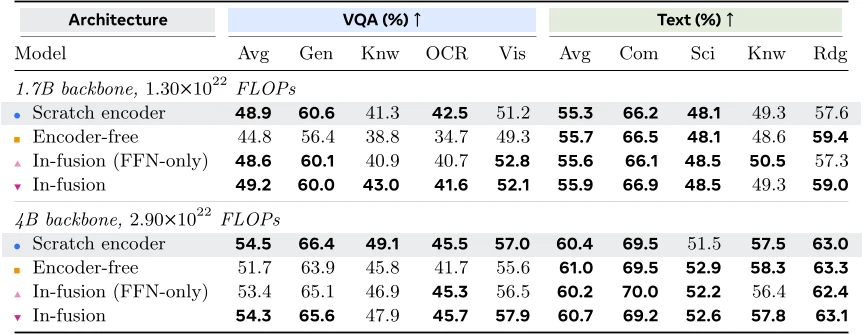 Architecture VQA (%) ↑ Text (%) ↑
Model Avg Gen Knw OCR Vis Avg Com Sci Knw Rdg
1.7B backbone, 1.30×10²² FLOPs
Scratch encoder 48.9 60.6 41.3 42.5 51.2 55.3 66.2 48.1 49.3 57.6
Encoder-free 44.8 56.4 38.8 34.7 49.3 55.7 66.5 48.1 48.6 59.4
In-fusion (FFN-only) 48.6 60.1 40.9 40.7 52.8 55.6 66.1 48.5 50.5 57.3
In-fusion 49.2 60.0 43.0 41.6 52.1 55.9 66.9 48.5 49.3 59.0
4B backbone, 2.90×10²² FLOPs
Scratch encoder 54.5 66.4 49.1 45.5 57.0 60.4 69.5 51.5 57.5 63.0
Encoder-free 51.7 63.9 45.8 41.7 55.6 61.0 69.5 52.9 58.3 63.3
In-fusion (FFN-only) 53.4 65.1 46.9 45.3 56.5 60.2 70.0 52.2 56.4 62.4
In-fusion 54.3 65.6 47.9 45.7 57.9 60.7 69.2 52.6 57.8 63.1